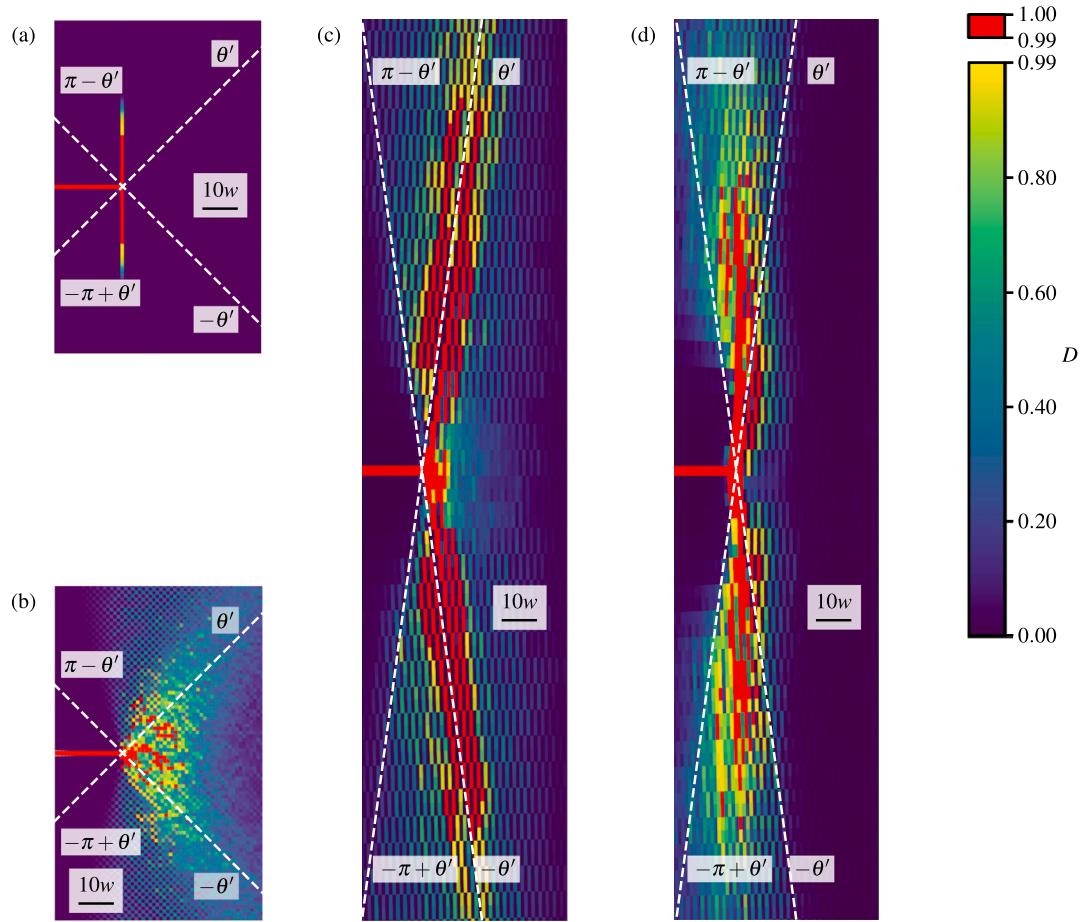 (a)
θ′
π − θ′
10w
−π + θ′
−θ′
(b)
θ′
π − θ′
−π + θ′
10w
−θ′
(c)
π − θ′
θ′
10w
−π + θ′
−θ′
(d)
π − θ′
θ′
10w
−π + θ′
−θ′
1.00
0.99
0.99
0.80
0.60
D
0.40
0.20
0.00